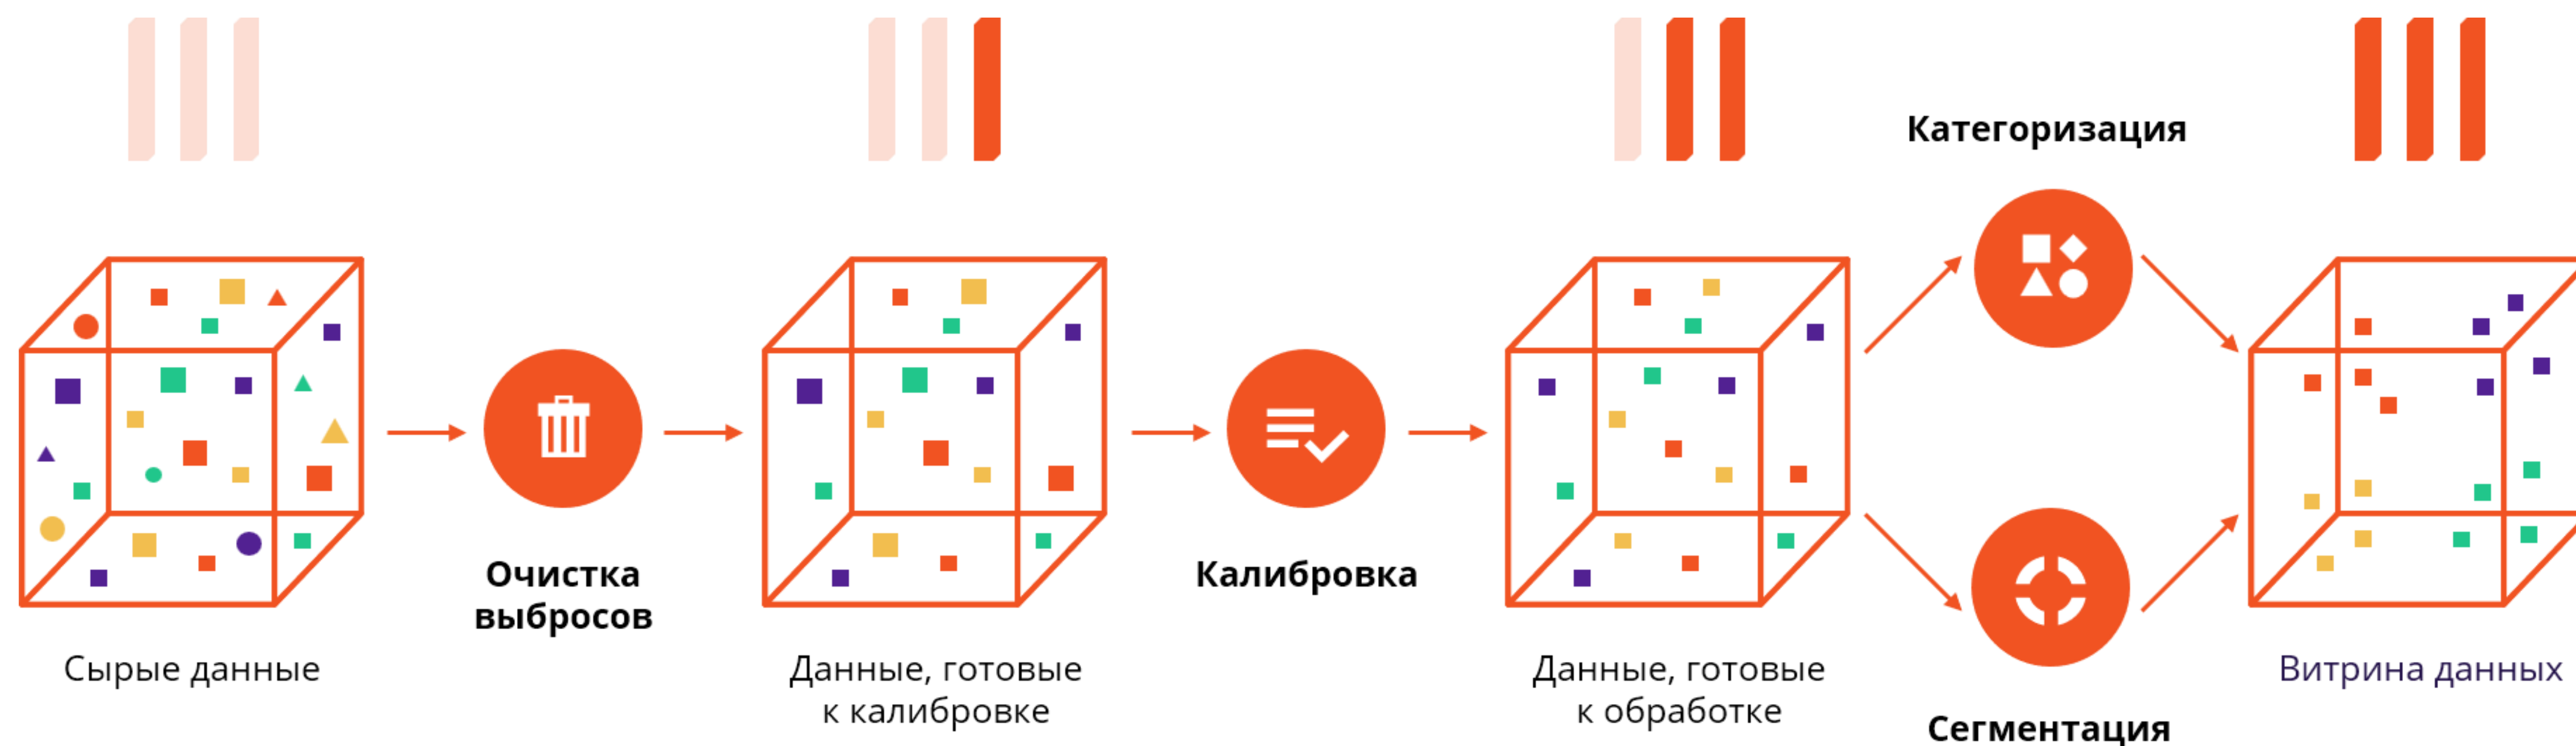 Категоризация
Очистка
выбросов
Калибровка
Сырые данные
Данные, готовые
к калибровке
Данные, готовые
к обработке
Витрина данных
Сегментация